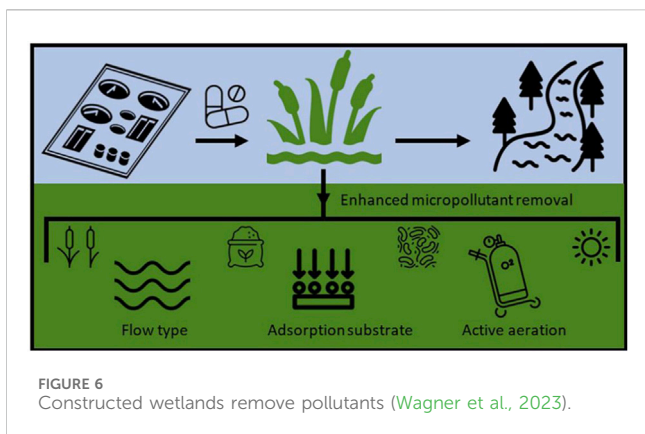 Enhanced micropollutant removal
O²
Flow type
Adsorption substrate
Active aeration
FIGURE 6
Constructed wetlands remove pollutants (Wagner et al., 2023).